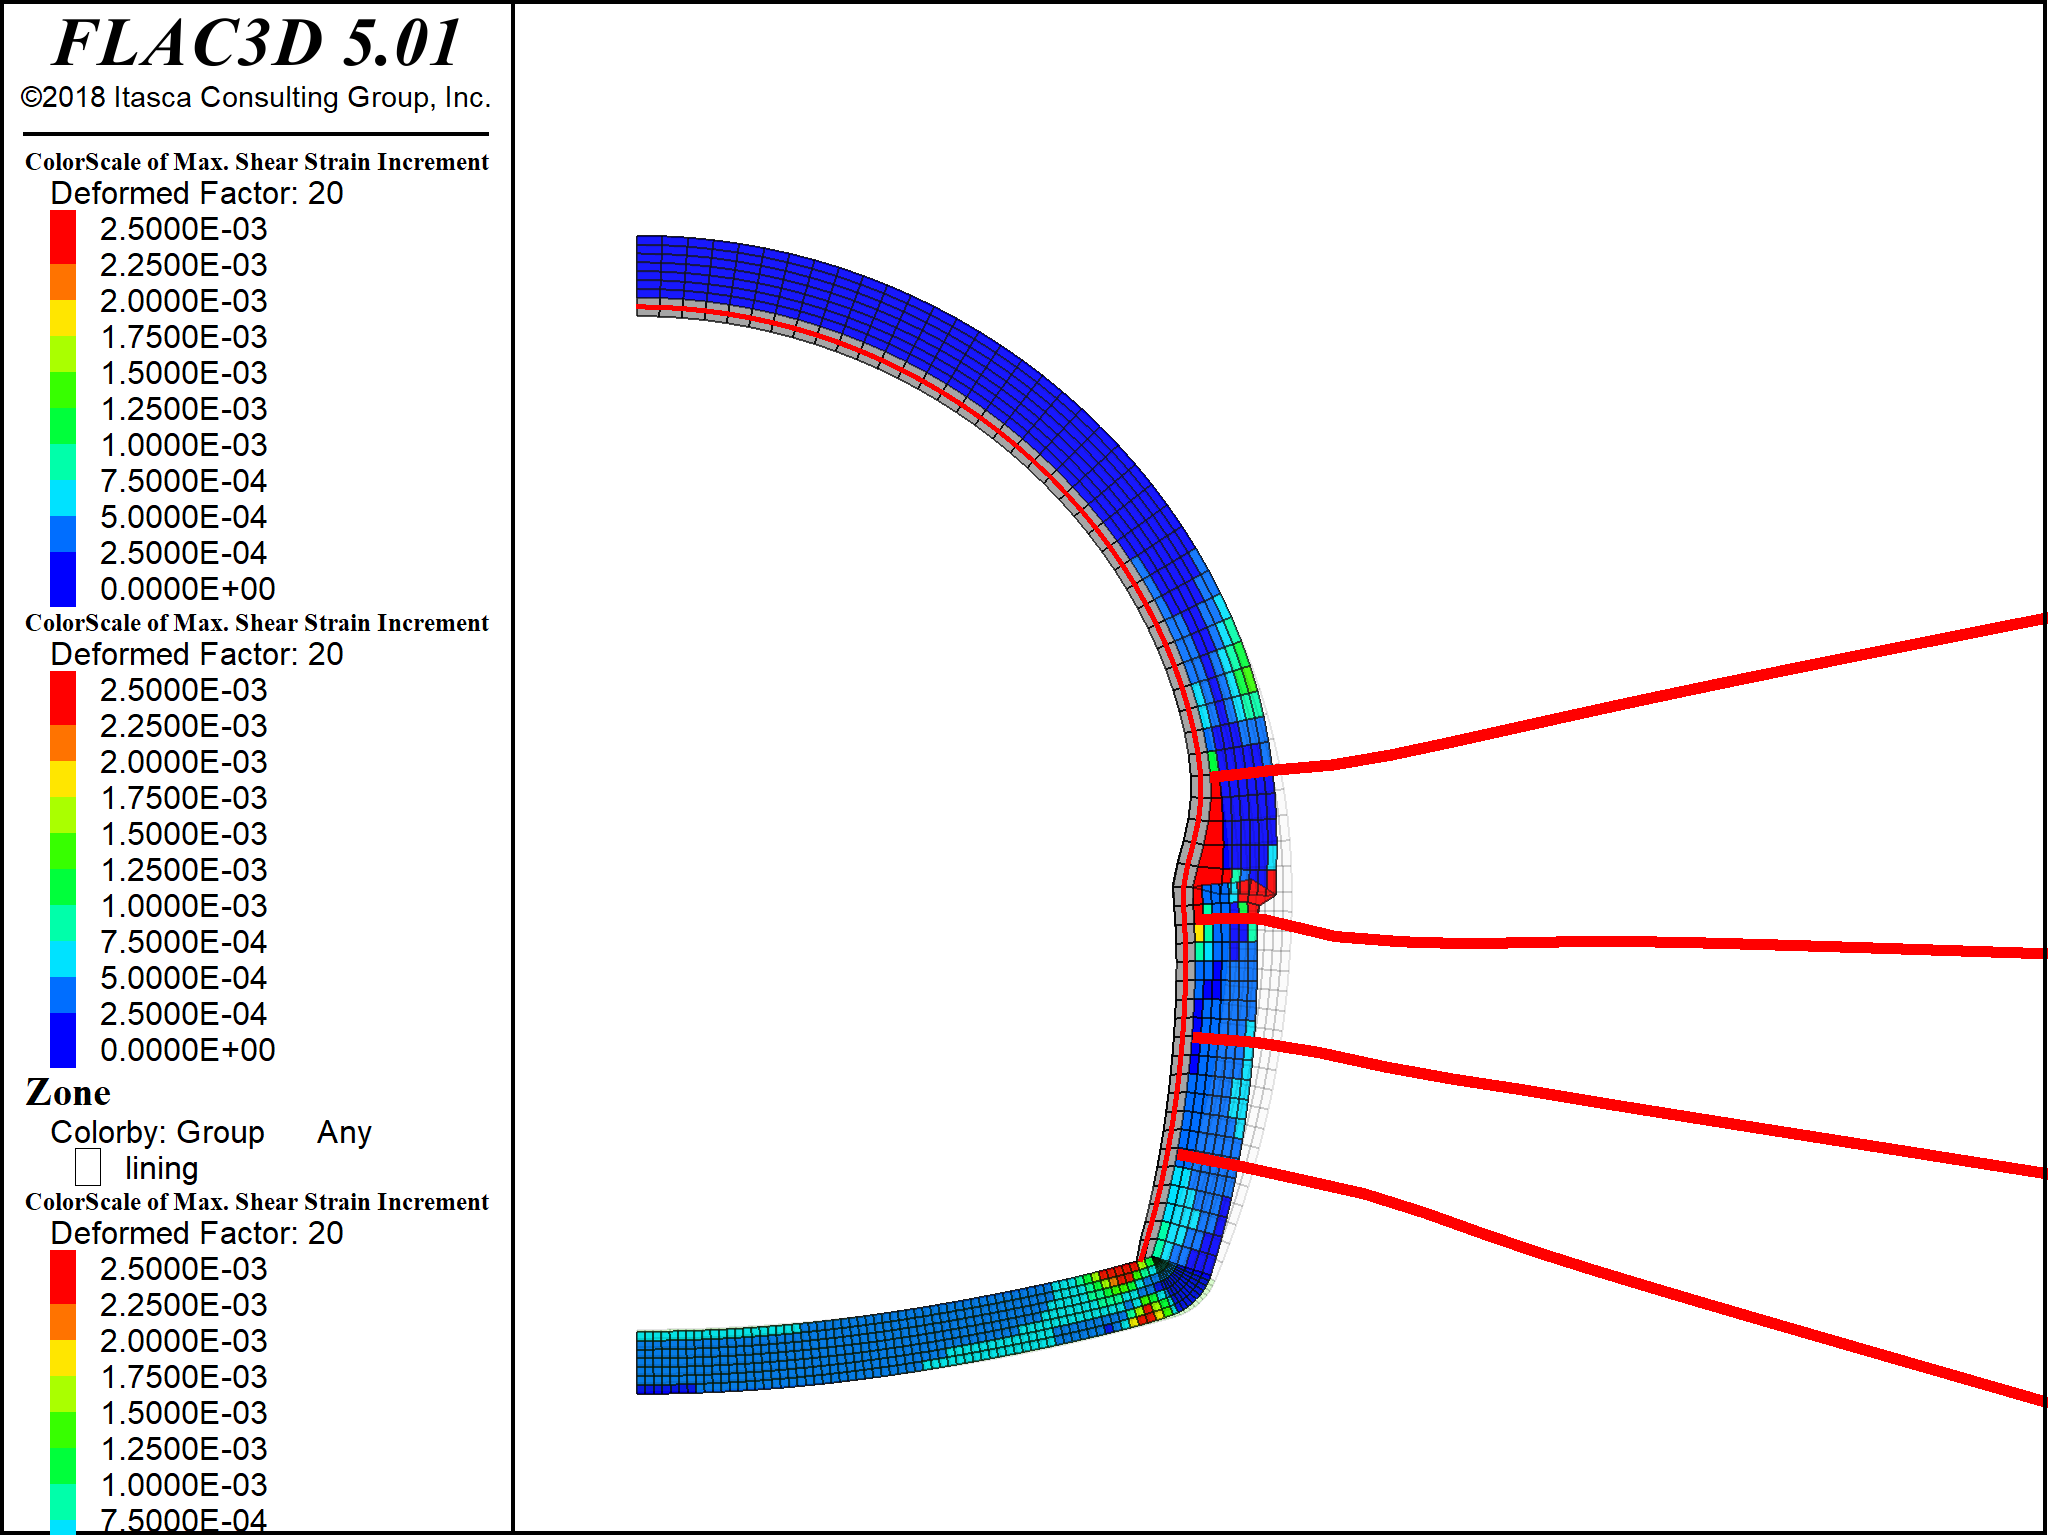 FLAC3D 5.01
©2018 Itasca Consulting Group, Inc.
ColorScale of Max. Shear Strain Increment
Deformed Factor: 20
2.5000E-03
2.2500E-03
2.0000E-03
1.7500E-03
1.5000E-03
1.2500E-03
1.0000E-03
7.5000E-04
5.0000E-04
2.5000E-04
0.0000E+00
ColorScale of Max. Shear Strain Increment
Deformed Factor: 20
2.5000E-03
2.2500E-03
2.0000E-03
1.7500E-03
1.5000E-03
1.2500E-03
1.0000E-03
7.5000E-04
5.0000E-04
2.5000E-04
0.0000E+00
Zone
Colorby: Group Any
lining
ColorScale of Max. Shear Strain Increment
Deformed Factor: 20
2.5000E-03
2.2500E-03
2.0000E-03
1.7500E-03
1.5000E-03
1.2500E-03
1.0000E-03
7.5000E-04